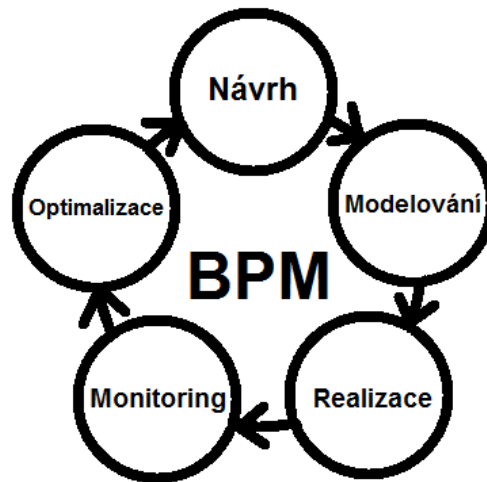 Návrh
Modelování
Realizace
Monitoring
Optimalizace
BPM